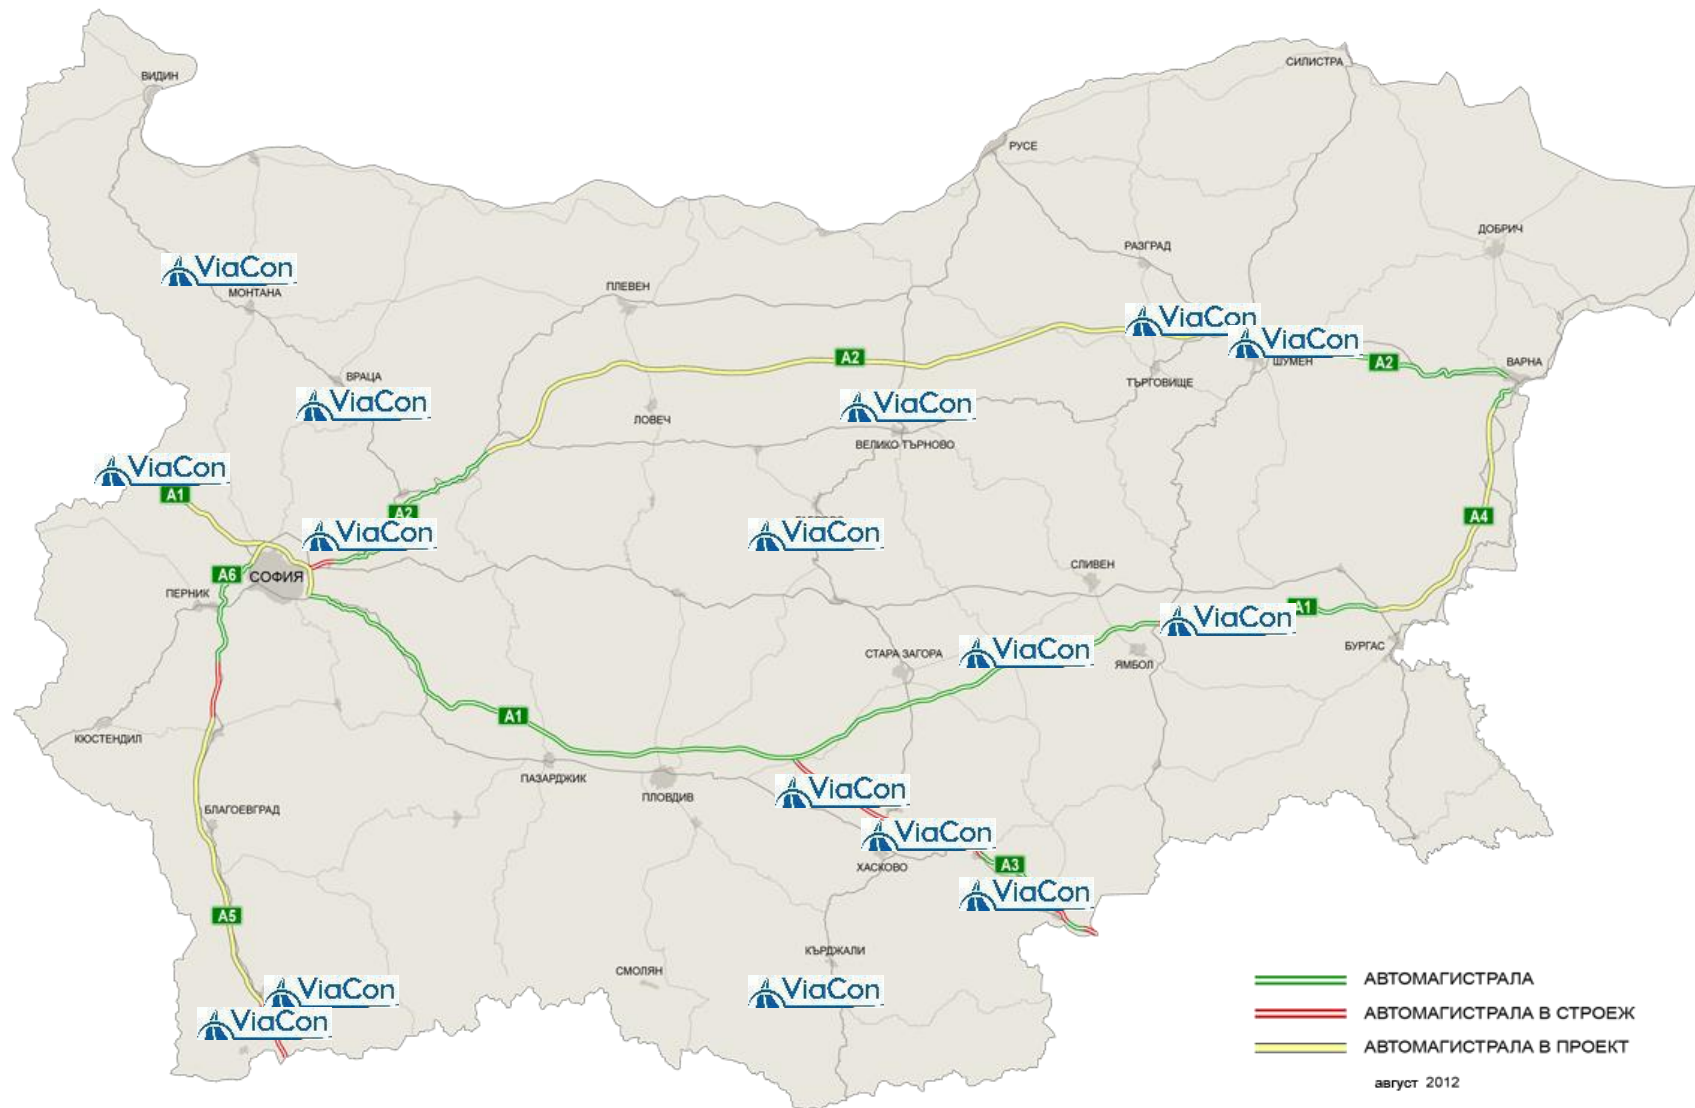 ВИДИН
СИЛИСТРА
РУСЕ
ДОБРИЧ
РАЗГРАД
ViaCon
МОНТАНА
ПЛЕВЕН
ViaCon
ViaCon
A2
A2
ШУМЕН
ВАРНА
ВРАЦА
ТЪРГОВИЩЕ
ViaCon
ViaCon
ЛОВЕЧ
ВЕЛИКО ТЪРНОВО
ViaCon
A1
A2
A4
ViaCon
ViaCon
A6
СОФИЯ
СЛИВЕН
ПЕРНИК
A1
ViaCon
ViaCon
СТАРА ЗАГОРА
ЯМБОЛ
БУРГАС
A1
КЮСТЕНДИЛ
ПАЗАРДЖИК
ПЛОВДИВ
ViaCon
БЛАГОЕВГРАД
ViaCon
ХАСКОВО
A3
ViaCon
A5
КЪРДЖАЛИ
СМОЛЯН
ViaCon
ViaCon
ViaCon
АВТОМАГИСТРАЛА
АВТОМАГИСТРАЛА В СТРОЕЖ
АВТОМАГИСТРАЛА В ПРОЕКТ
август 2012